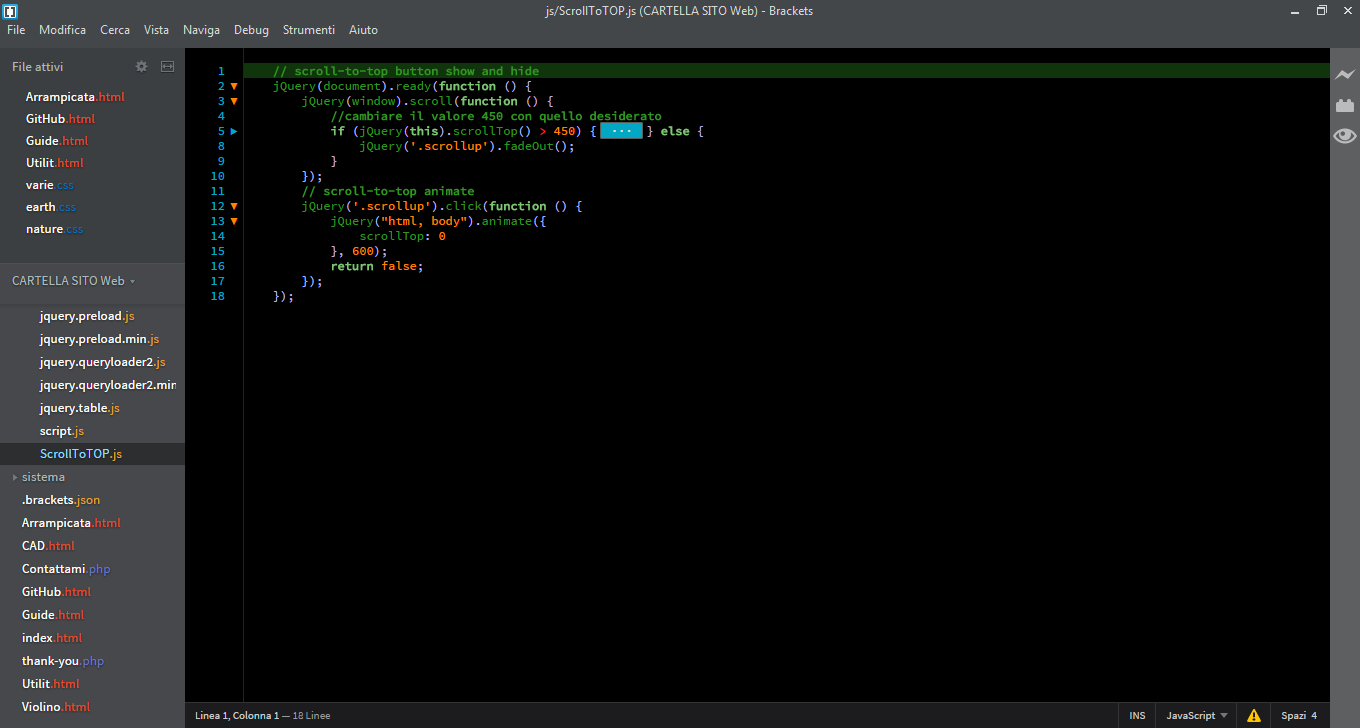 js/ScrollToTOP.js (CARTELLA SITO Web) - Brackets
File Modifica Cerca Vista Naviga Debug Strumenti Aiuto
File attivi
Arrampicata.html
GitHub.html
Guide.html
Utilit.html
varie.css
earth.css
nature.css
CARTELLA SITO Web
jquery.preload.js
jquery.preload.min.js
jquery.queryloader2.js
jquery.queryloader2.min
jquery.table.js
script.js
ScrollToTOP.js
sistema
.brackets.json
Arrampicata.html
CAD.html
Contattami.php
GitHub.html
Guide.html
index.html
thank-you.php
Utilit.html
Violino.html
1 // scroll-to-top button show and hide
2 jQuery(document).ready(function () {
3 jQuery(window).scroll(function () {
4 //cambiare il valore 450 con quello desiderato
5 if (jQuery(this).scrollTop() > 450) { ... } else {
8 jQuery('.scrollup').fadeOut();
9 }
10 });
11 // scroll-to-top animate
12 jQuery('.scrollup').click(function () {
13 jQuery("html, body").animate({
14 scrollTop: 0
15 }, 600);
16 return false;
17 });
18 });
Linea 1, Colonna 1 — 18 Linee
INS JavaScript Spazi 4